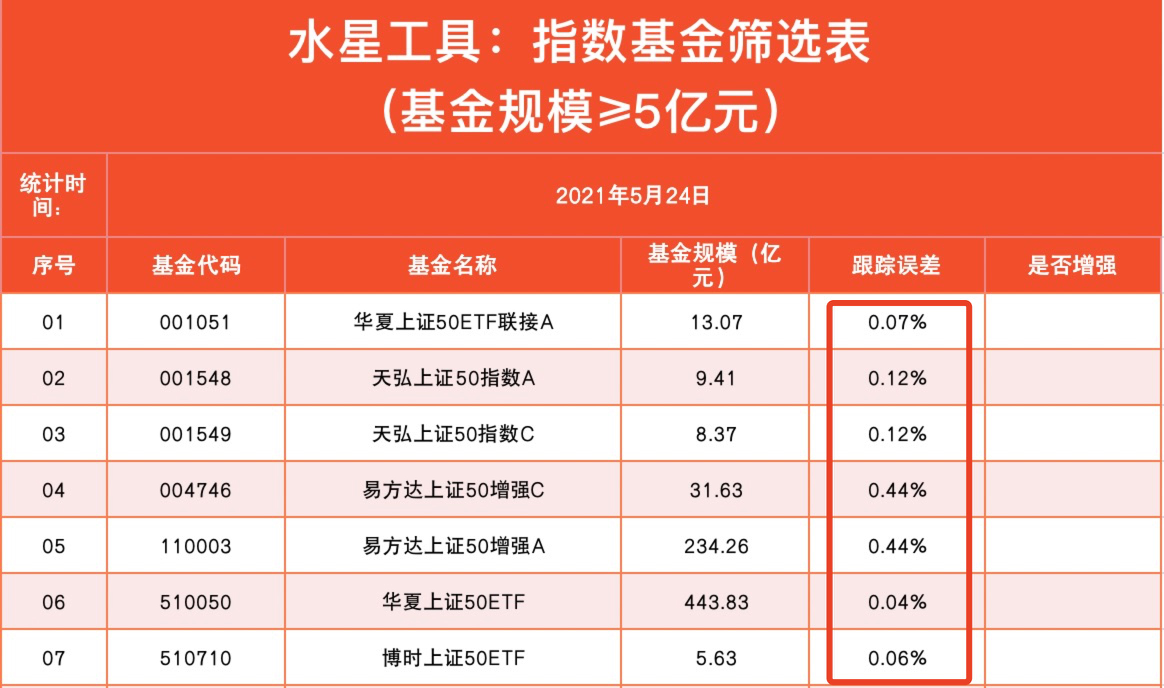 水星工具：指数基金筛选表
(基金规模≥5亿元)
统计时
间：
2021年5月24日
序号 基金代码 基金名称 基金规模（亿元） 跟踪误差 是否增强
01 001051 华夏上证50ETF联接A 13.07 0.07%
02 001548 天弘上证50指数A 9.41 0.12%
03 001549 天弘上证50指数C 8.37 0.12%
04 004746 易方达上证50增强C 31.63 0.44%
05 110003 易方达上证50增强A 234.26 0.44%
06 510050 华夏上证50ETF 443.83 0.04%
07 510710 博时上证50ETF 5.63 0.06%